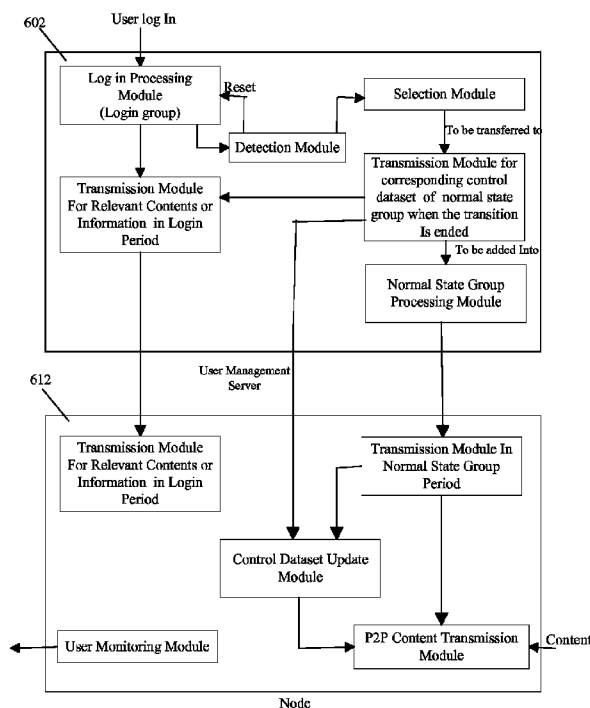 User log In
602
Log in Processing
Module
(Login group)
Reset
Selection Module
Detection Module
To be transferred to
Transmission Module
For Relevant Contents or
Information in Login
Period
Transmission Module for
corresponding control
dataset of normal state
group when the transition
Is ended
To be added Into
Normal State Group
Processing Module
User Management
Server
612
Transmission Module
For Relevant Contents or
Information in Login
Period
Transmission Module In
Normal State Group
Period
Control Dataset Update
Module
User Monitoring Module
P2P Content Transmission
Module
Content
Node